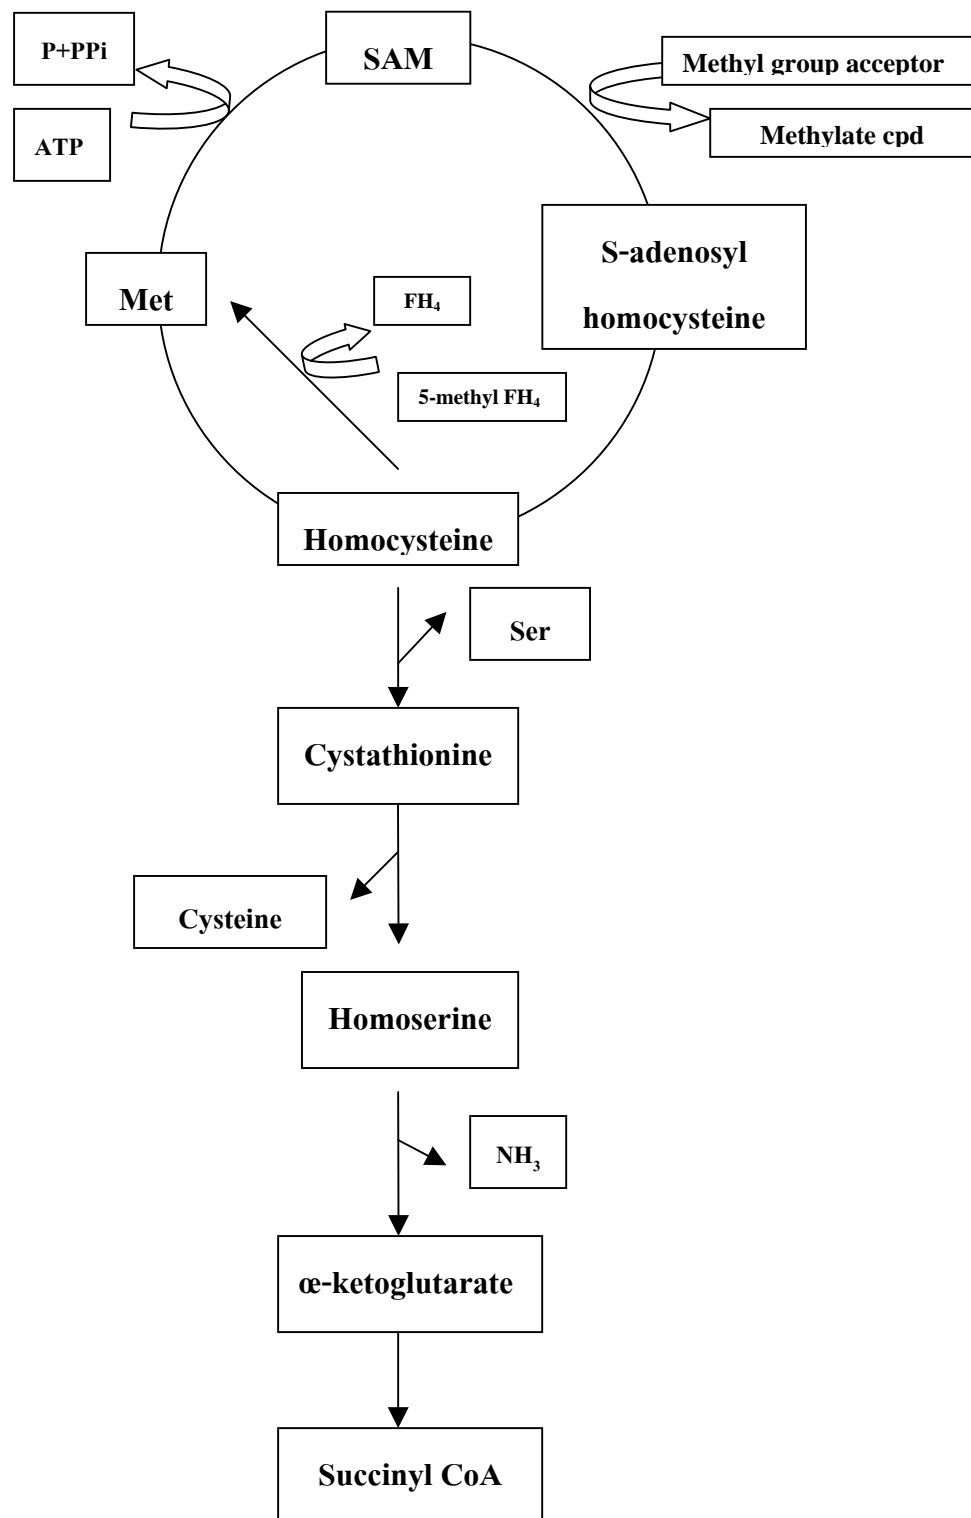 P+PPi
SAM
Methyl group acceptor
ATP
Methylate cpd
S-adenosyl
homocysteine
Met
FH₄
5-methyl FH₄
Homocysteine
Ser
Cystathionine
Cysteine
Homoserine
NH₃
œ-ketoglutarate
Succinyl CoA